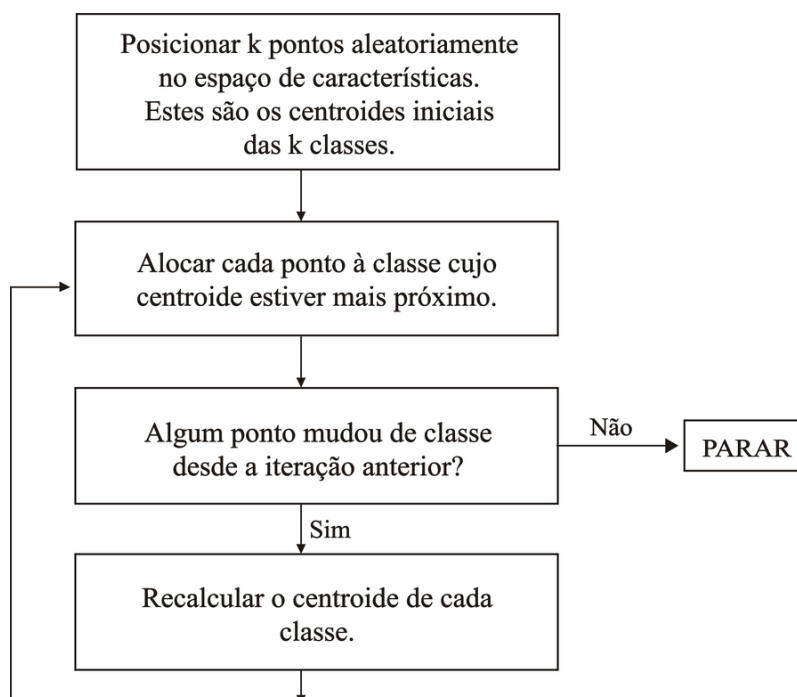 Posicionar k pontos aleatoriamente
no espaço de características.
Estes são os centroides iniciais
das k classes.
Alocar cada ponto à classe cujo
centroide estiver mais próximo.
Algum ponto mudou de classe
desde a iteração anterior?
Não
PARAR
Sim
Recalcular o centroide de cada
classe.